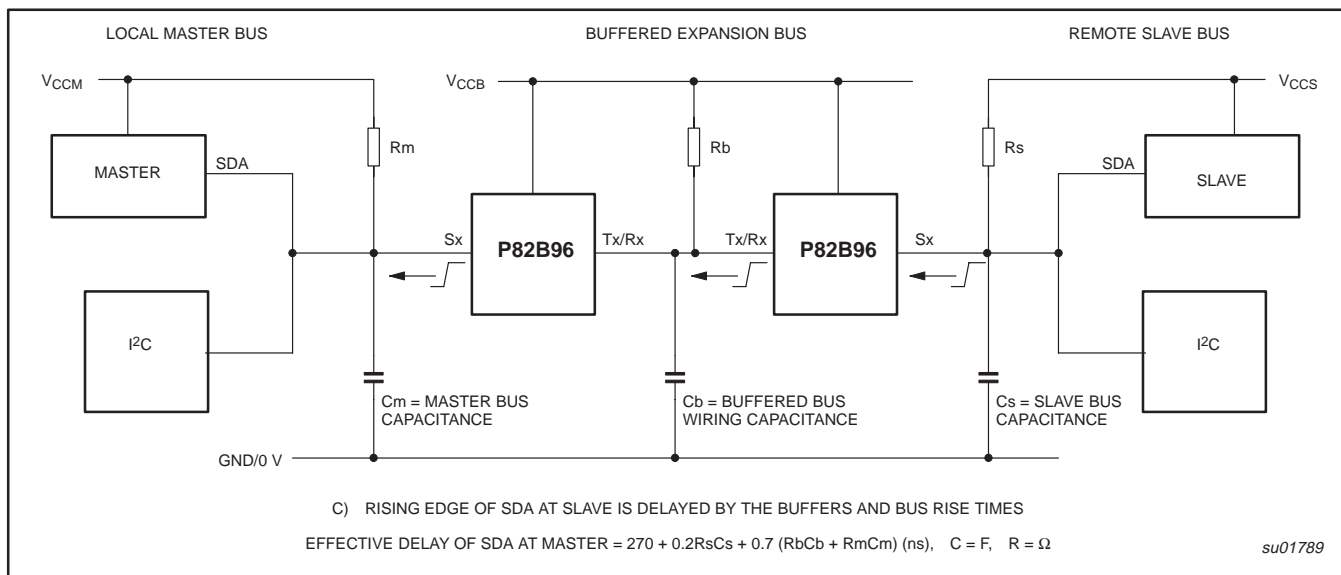 LOCAL MASTER BUS
BUFFERED EXPANSION BUS
REMOTE SLAVE BUS
VCCM
VCCB
VCCS
Rm
Rb
Rs
MASTER
SDA
SDA
SLAVE
Sx
P82B96
Tx/Rx
Tx/Rx
P82B96
Sx
I2C
I2C
Cm = MASTER BUS
CAPACITANCE
Cb = BUFFERED BUS
WIRING CAPACITANCE
Cs = SLAVE BUS
CAPACITANCE
GND/0 V
C) RISING EDGE OF SDA AT SLAVE IS DELAYED BY THE BUFFERS AND BUS RISE TIMES
EFFECTIVE DELAY OF SDA AT MASTER = 270 + 0.2RsCs + 0.7 (RbCb + RmCm) (ns), C = F, R = Ω
su01789